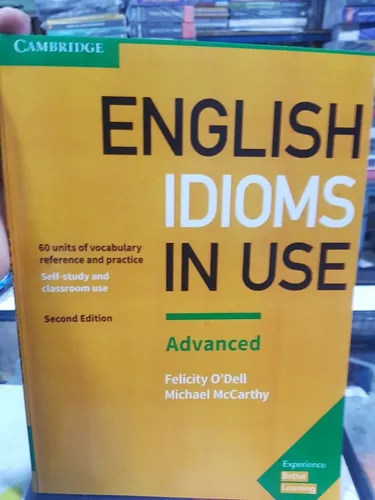 CAMBRIDGE
ENGLISH
IDIOMS
IN USE
60 units of vocabulary
reference and practice
Self-study and
classroom use
Second Edition
Advanced
Felicity O'Dell
Michael McCarthy
Experience
Better
Learning